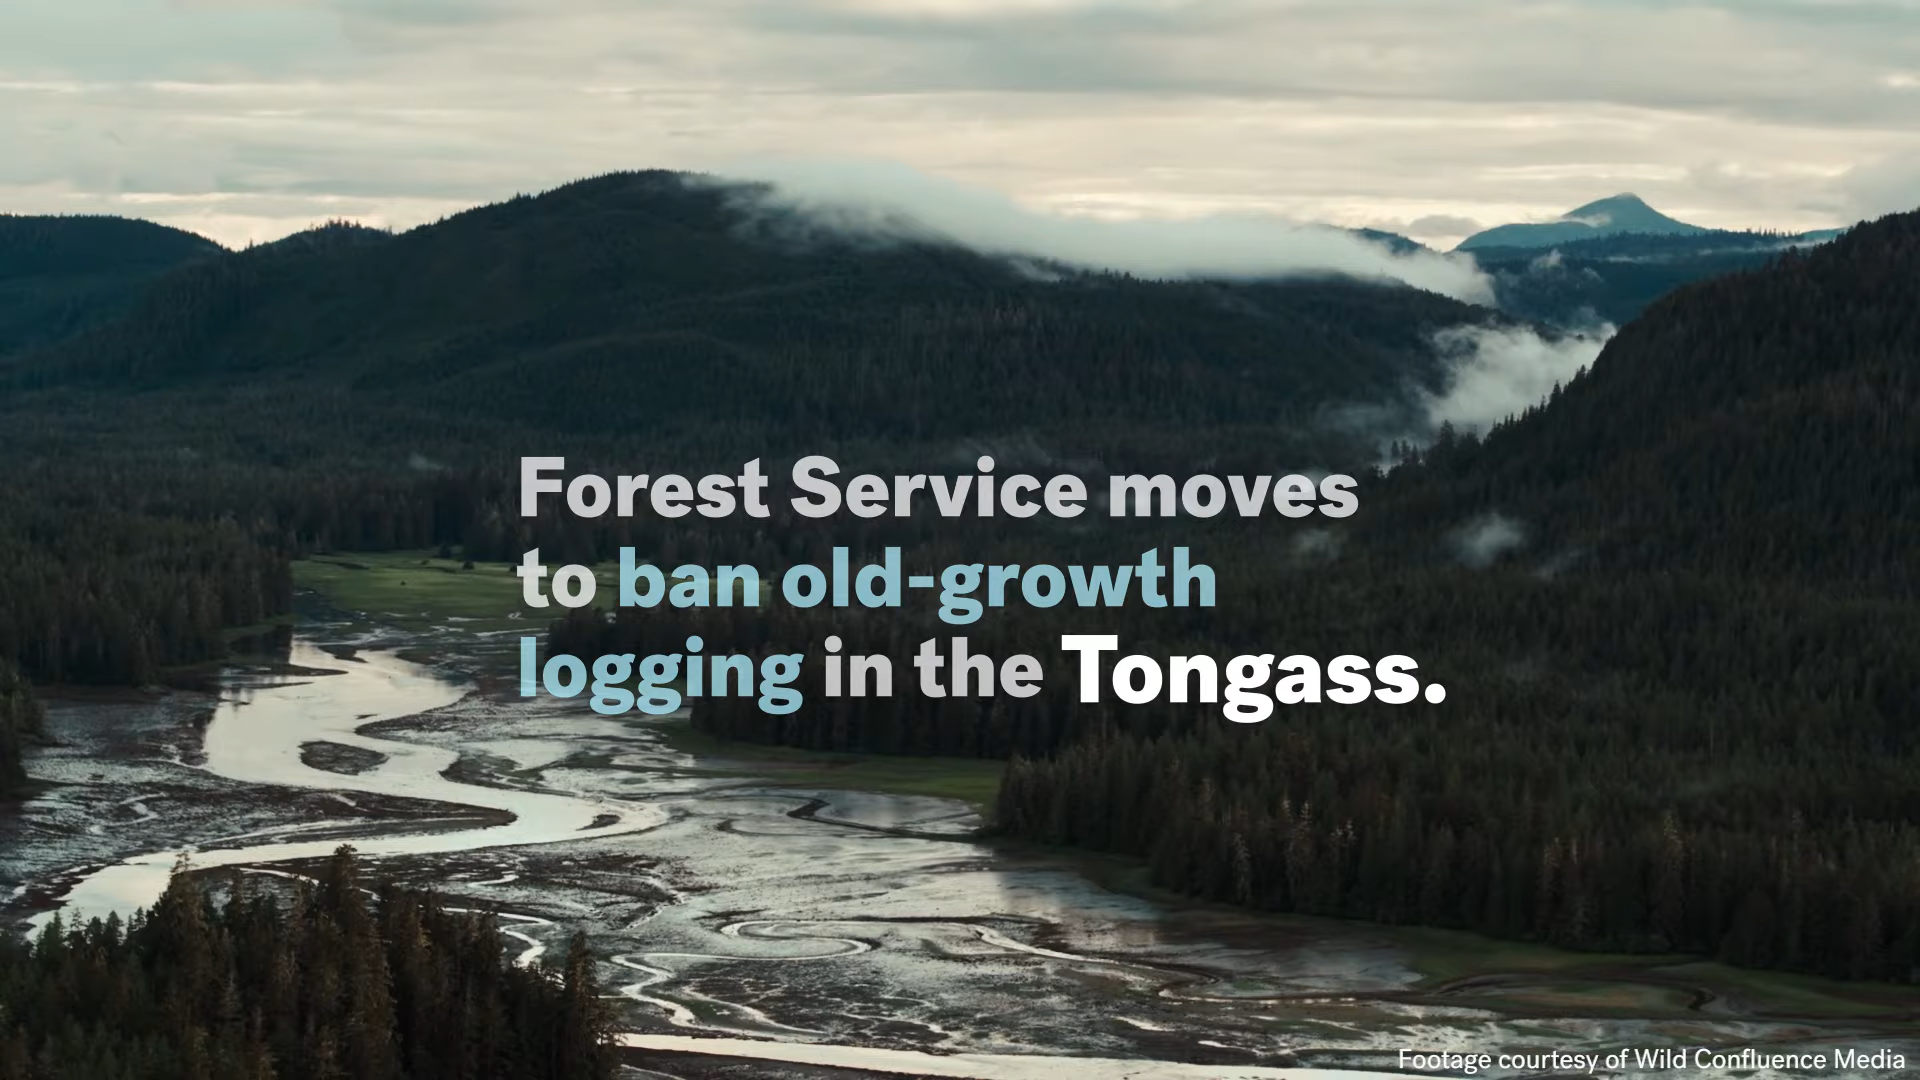 Forest Service moves
to ban old-growth
logging in the Tongass.
Footage courtesy of Wild Confluence Media